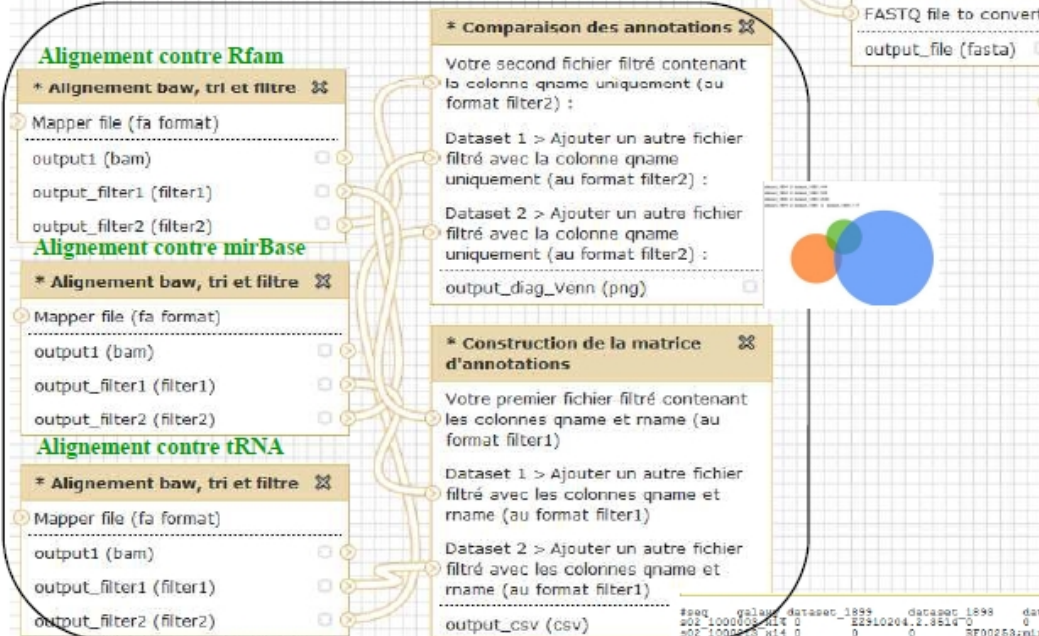 Alignement contre Rfam
* Alignement baw, tri et filtre
Mapper file (fa format)
output1 (bam)
output_filter1 (filter1)
output_filter2 (filter2)
Alignement contre mirBase
* Alignement baw, tri et filtre
Mapper file (fa format)
output1 (bam)
output_filter1 (filter1)
output_filter2 (filter2)
Alignement contre tRNA
* Alignement baw, tri et filtre
Mapper file (fa format)
output1 (bam)
output_filter1 (filter1)
output_filter2 (filter2)
* Comparaison des annotations
Votre second fichier filtré contenant
la colonne qname uniquement (au
format filter2) :
Dataset 1 > Ajouter un autre fichier
filtré avec la colonne qname
uniquement (au format filter2) :
Dataset 2 > Ajouter un autre fichier
filtré avec la colonne qname
uniquement (au format filter2) :
output_diag_Venn (png)
* Construction de la matrice
d'annotations
Votre premier fichier filtré contenant
les colonnes qname et rname (au
format filter1)
Dataset 1 > Ajouter un autre fichier
filtré avec les colonnes qname et
rname (au format filter1)
Dataset 2 > Ajouter un autre fichier
filtré avec les colonnes qname et
rname (au format filter1)
output_csv (csv)
FASTQ file to convert
output_file (fasta)
#seq galaxy_dataset_1899 dataset_1898